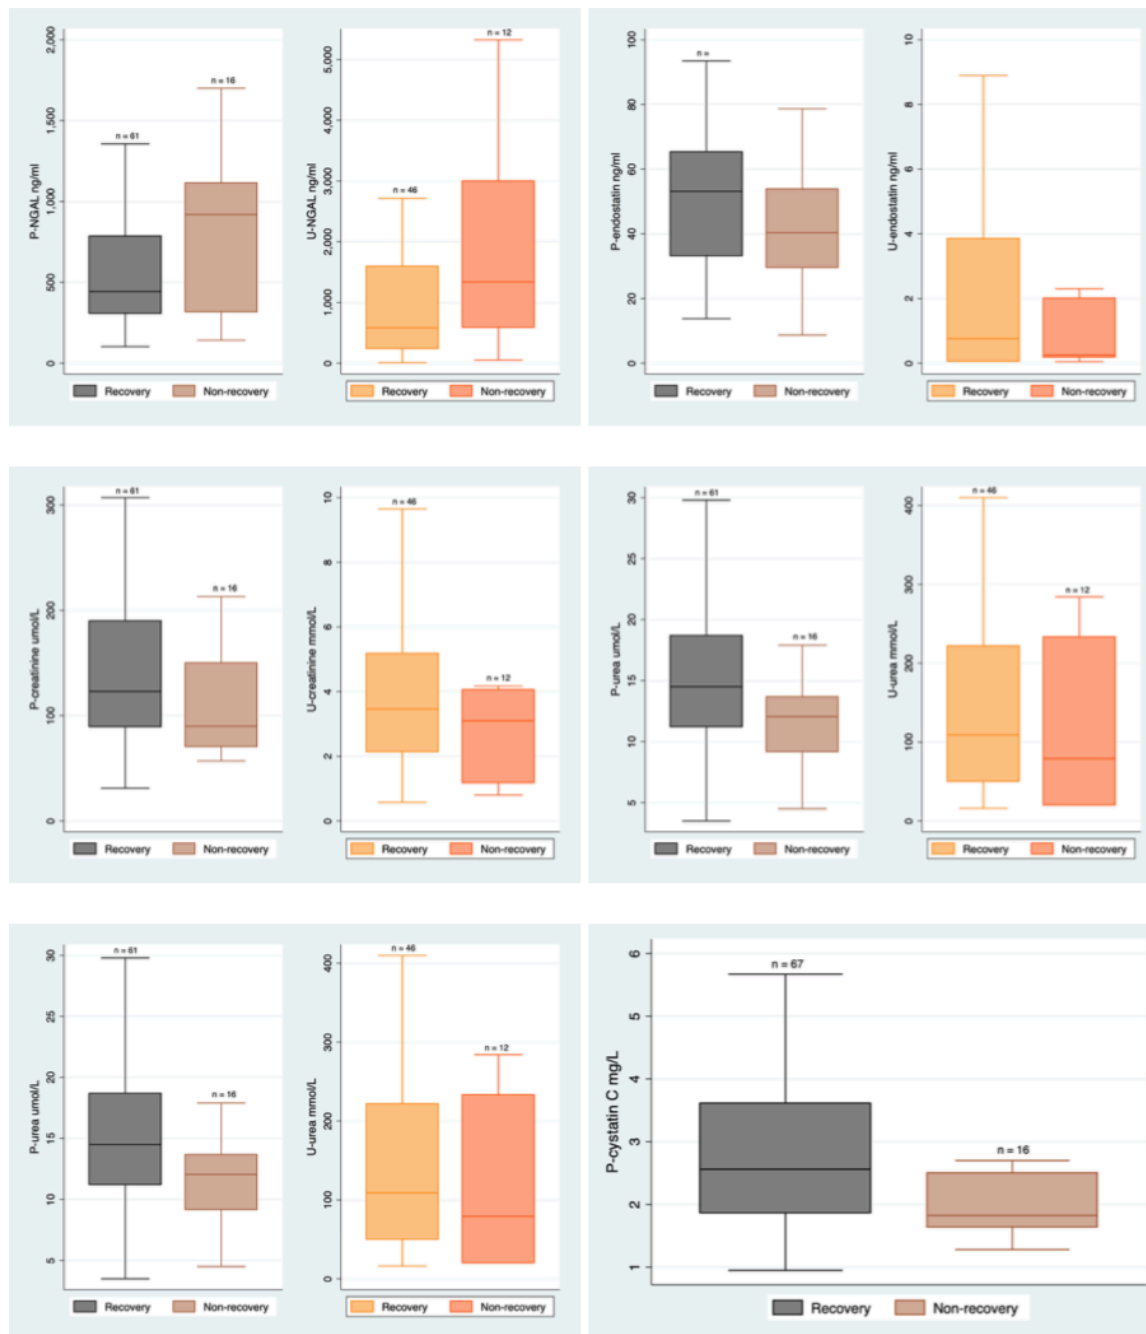 P-NGAL ng/ml
2,000
1,500
1,000
500
0
n = 61
n = 16
Recovery
Non-recovery
U-NGAL ng/ml
5,000
4,000
3,000
2,000
1,000
0
n = 46
n = 12
Recovery
Non-recovery
P-endostatin ng/ml
100
80
60
40
20
0
n =
Recovery
Non-recovery
U-endostatin ng/ml
10
8
6
4
2
0
Recovery
Non-recovery
P-creatinine umol/L
300
200
100
0
n = 61
n = 16
Recovery
Non-recovery
U-creatinine mmol/L
10
8
6
4
2
0
n = 46
n = 12
Recovery
Non-recovery
P-urea umol/L
30
25
20
15
10
5
n = 61
n = 16
Recovery
Non-recovery
U-urea mmol/L
400
300
200
100
0
n = 46
n = 12
Recovery
Non-recovery
P-urea umol/L
30
25
20
15
10
5
n = 61
n = 16
Recovery
Non-recovery
U-urea mmol/L
400
300
200
100
0
n = 46
n = 12
Recovery
Non-recovery
P-cystatin C mg/L
6
5
4
3
2
1
n = 67
n = 16
Recovery
Non-recovery